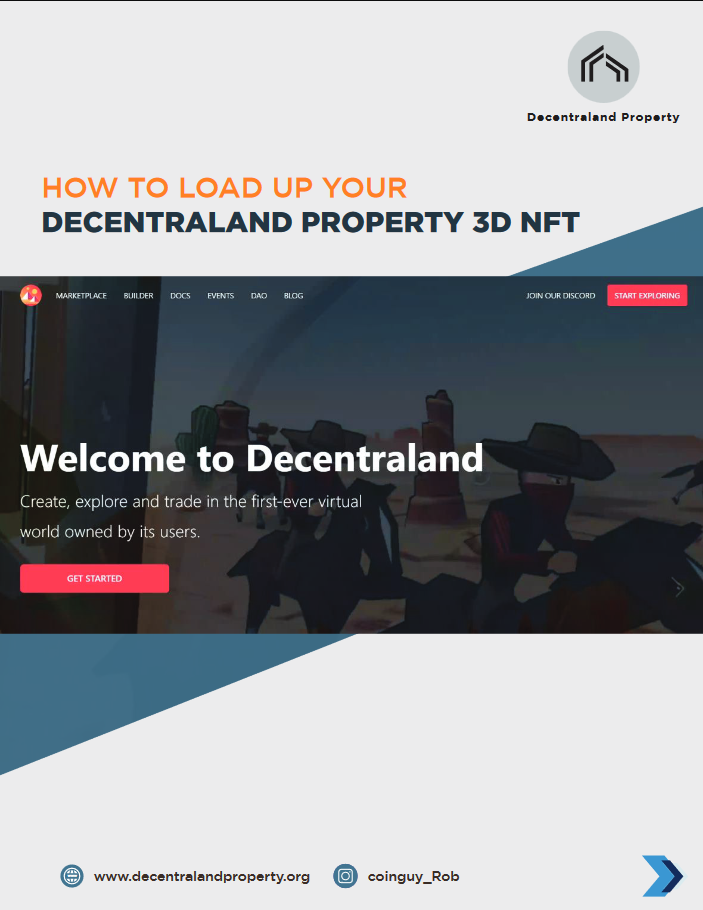 Decentraland Property
HOW TO LOAD UP YOUR
DECENTRALAND PROPERTY 3D NFT
MARKETPLACE BUILDER DOCS EVENTS DAO BLOG JOIN OUR DISCORD START EXPLORING
Welcome to Decentraland
Create, explore and trade in the first-ever virtual
world owned by its users.
GET STARTED
www.decentralandproperty.org coinguy_Rob